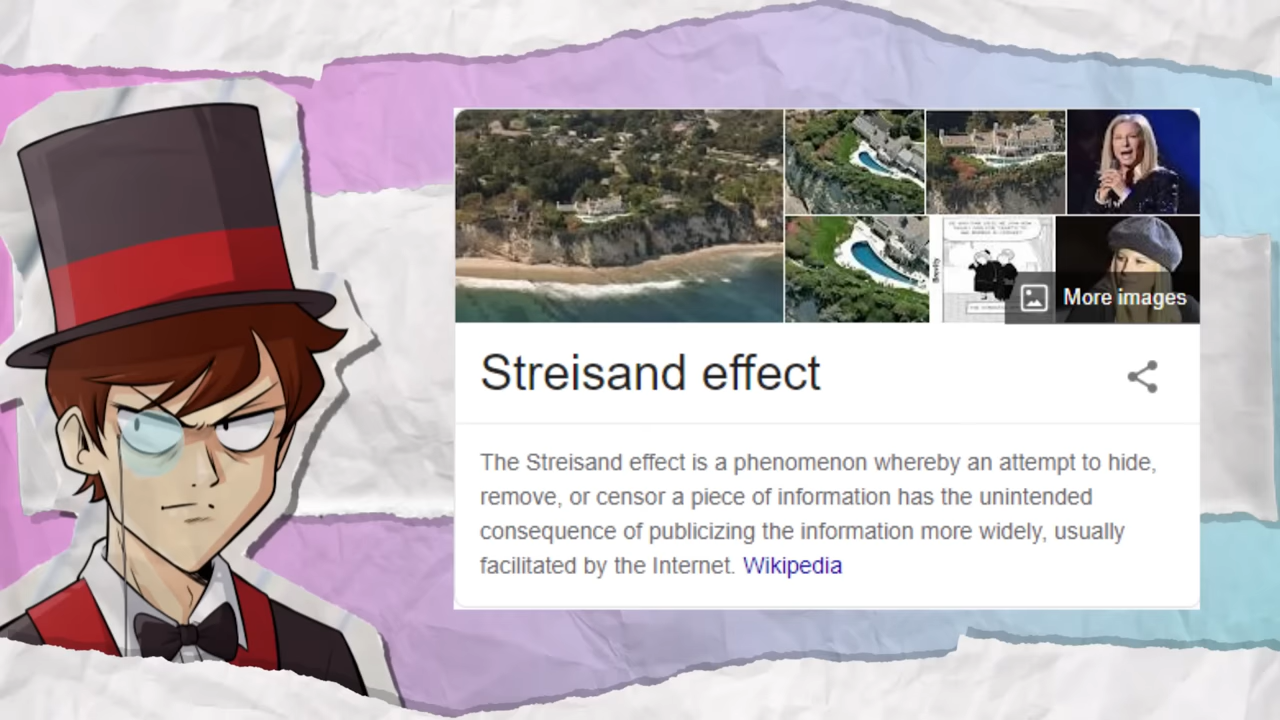 More images
Streisand effect
The Streisand effect is a phenomenon whereby an attempt to hide,
remove, or censor a piece of information has the unintended
consequence of publicizing the information more widely, usually
facilitated by the Internet. Wikipedia